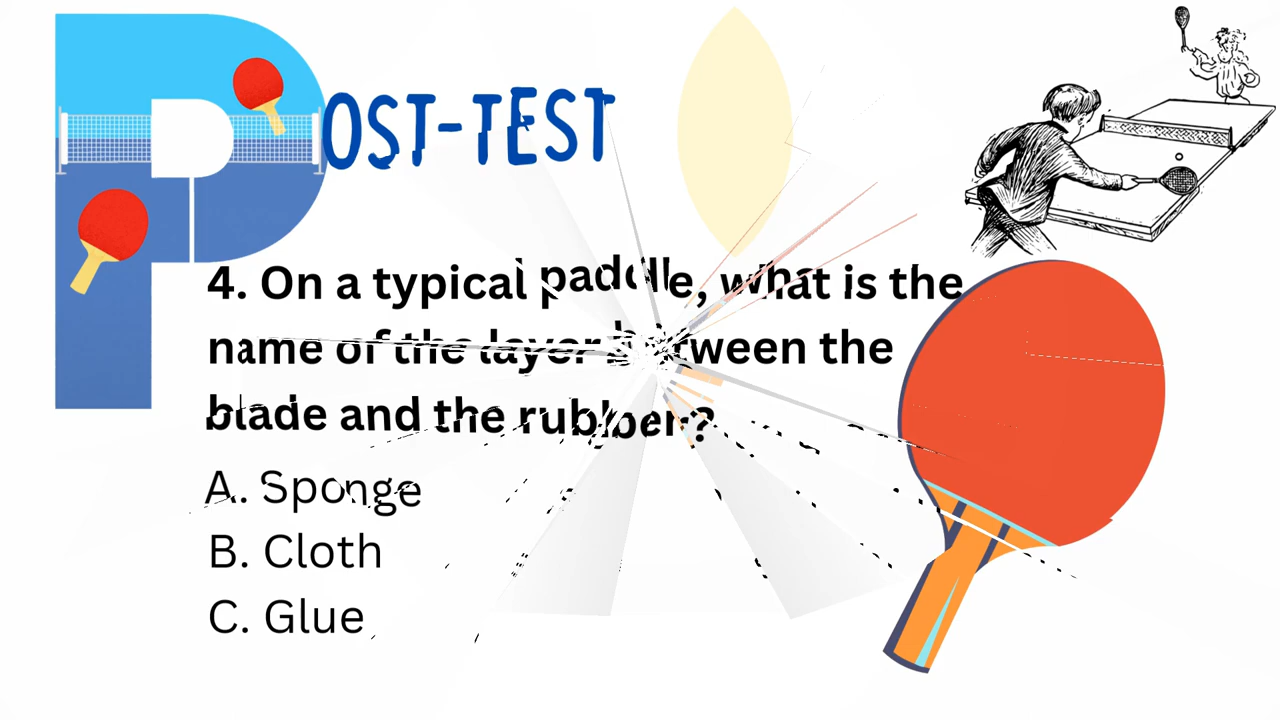 POST-TEST
4. On a typical paddle, what is the
name of the layer between the
blade and the rubber?
A. Sponge
B. Cloth
C. Glue